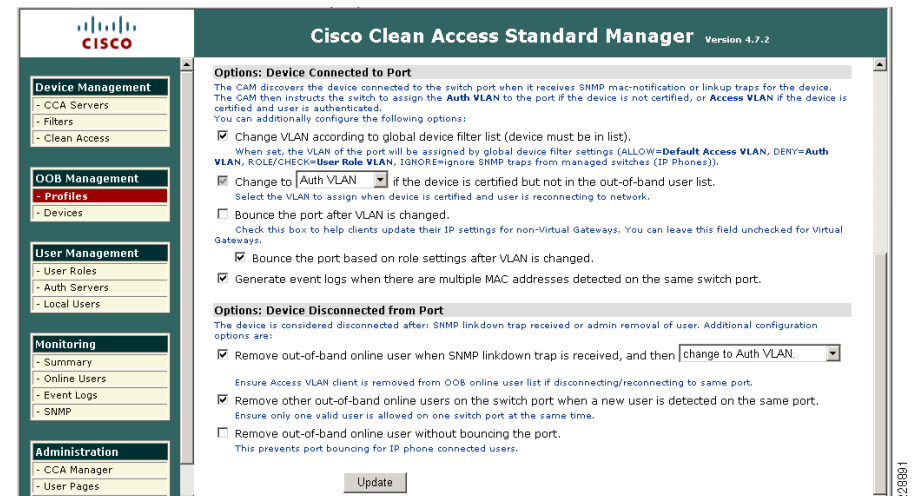 CISCO
Cisco Clean Access Standard Manager Version 4.7.2
Device Management
- CCA Servers
- Filters
- Clean Access
OOB Management
- Profiles
- Devices
User Management
- User Roles
- Auth Servers
- Local Users
Monitoring
- Summary
- Online Users
- Event Logs
- SNMP
Administration
- CCA Manager
- User Pages
Options: Device Connected to Port
The CAM discovers the device connected to the switch port when it receives SNMP mac-notification or linkup traps for the device.
The CAM then instructs the switch to assign the Auth VLAN to the port if the device is not certified, or Access VLAN if the device is
certified and user is authenticated.
You can additionally configure the following options:
Change VLAN according to global device filter list (device must be in list).
When set, the VLAN of the port will be assigned by global device filter settings (ALLOW=Default Access VLAN, DENY=Auth
VLAN, ROLE/CHECK=User Role VLAN, IGNORE=ignore SNMP traps from managed switches (IP Phones)).
Change to Auth VLAN if the device is certified but not in the out-of-band user list.
Select the VLAN to assign when device is certified and user is reconnecting to network.
Bounce the port after VLAN is changed.
Check this box to help clients update their IP settings for non-Virtual Gateways. You can leave this field unchecked for Virtual
Gateways.
Bounce the port based on role settings after VLAN is changed.
Generate event logs when there are multiple MAC addresses detected on the same switch port.
Options: Device Disconnected from Port
The device is considered disconnected after: SNMP linkdown trap received or admin removal of user. Additional configuration
options are:
Remove out-of-band online user when SNMP linkdown trap is received, and then change to Auth VLAN.
Ensure Access VLAN client is removed from OOB online user list if disconnecting/reconnecting to same port.
Remove other out-of-band online users on the switch port when a new user is detected on the same port.
Ensure only one valid user is allowed on one switch port at the same time.
Remove out-of-band online user without bouncing the port.
This prevents port bouncing for IP phone connected users.
Update